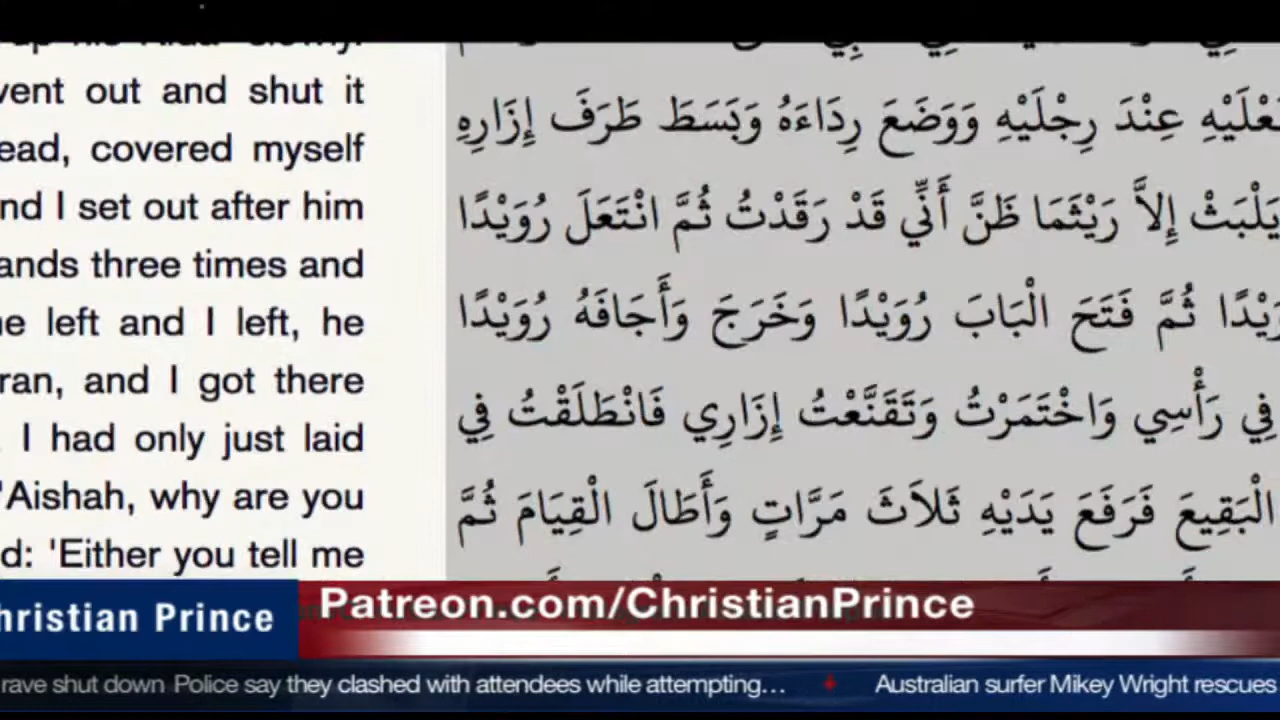 vent out and shut it
ead, covered myself
nd I set out after him
ands three times and
ne left and I left, he
ran, and I got there
I had only just laid
'Aishah, why are you
d: 'Either you tell me
نَعْلَيْهِ عِنْدَ رِجْلَيْهِ وَوَضَعَ رِدَاءَهُ وَبَسَطَ طَرَفَ إِزَارِهِ
يَلْبَثْ إِلاَّ رَيْثَمَا ظَنَّ أَنِّي قَدْ رَقَدْتُ ثُمَّ انْتَعَلَ رُوَيْدًا
وَيْدًا ثُمَّ فَتَحَ الْبَابَ رُوَيْدًا وَخَرَجَ وَأَجَافَهُ رُوَيْدًا
فِي رَأْسِي وَاخْتَمَرْتُ وَتَقَنَّعْتُ إِزَارِي فَانْطَلَقْتُ فِي
الْبَقِيعَ فَرَفَعَ يَدَيْهِ ثَلاَثَ مَرَّاتٍ وَأَطَالَ الْقِيَامَ ثُمَّ
hristian Prince
Patreon.com/ChristianPrince
rave shut down Police say they clashed with attendees while attempting... Australian surfer Mikey Wright rescues